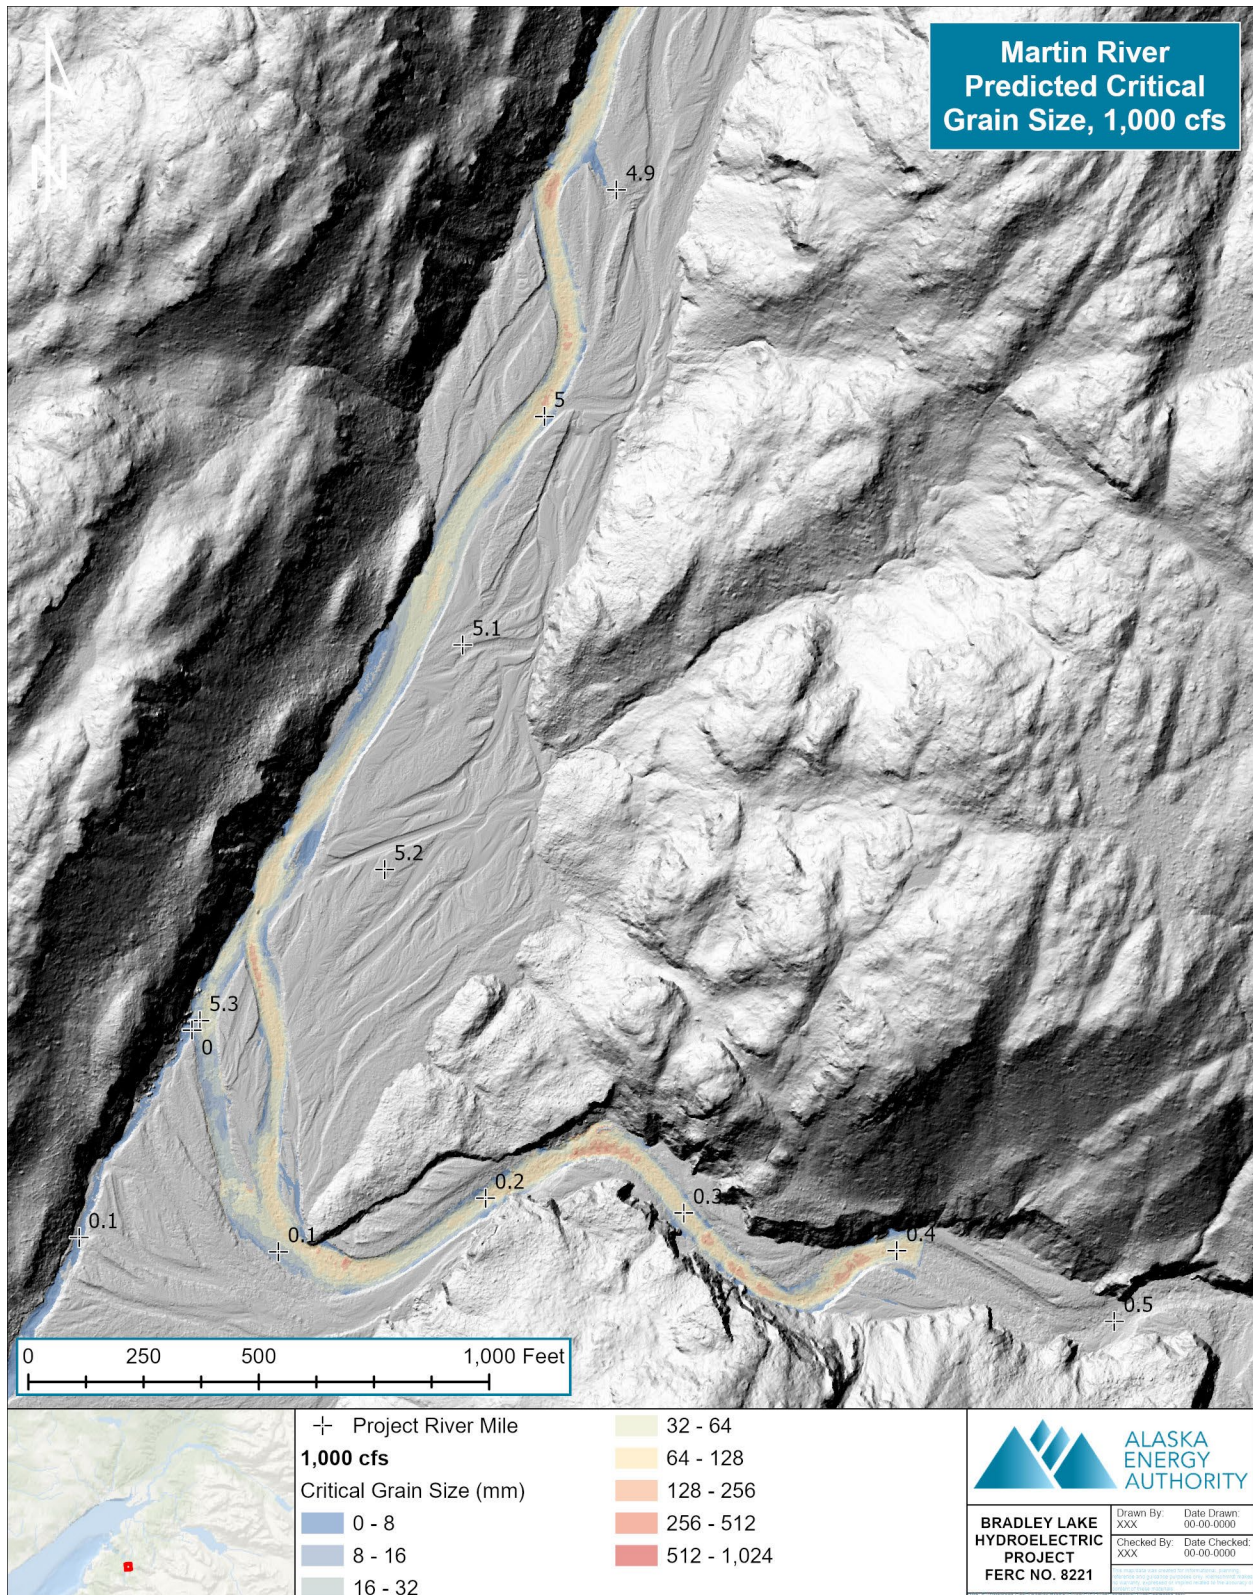 Martin River
Predicted Critical
Grain Size, 1,000 cfs
N
4.9
5
5.1
5.2
5.3
0
0.1
0.1
0.2
0.3
0.4
0.5
0 250 500 1,000 Feet
Project River Mile
1,000 cfs
Critical Grain Size (mm)
0 - 8
8 - 16
16 - 32
32 - 64
64 - 128
128 - 256
256 - 512
512 - 1,024
ALASKA
ENERGY
AUTHORITY
BRADLEY LAKE
HYDROELECTRIC
PROJECT
FERC NO. 8221
Drawn By: Date Drawn:
XXX 00-00-0000
Checked By: Date Checked:
XXX 00-00-0000